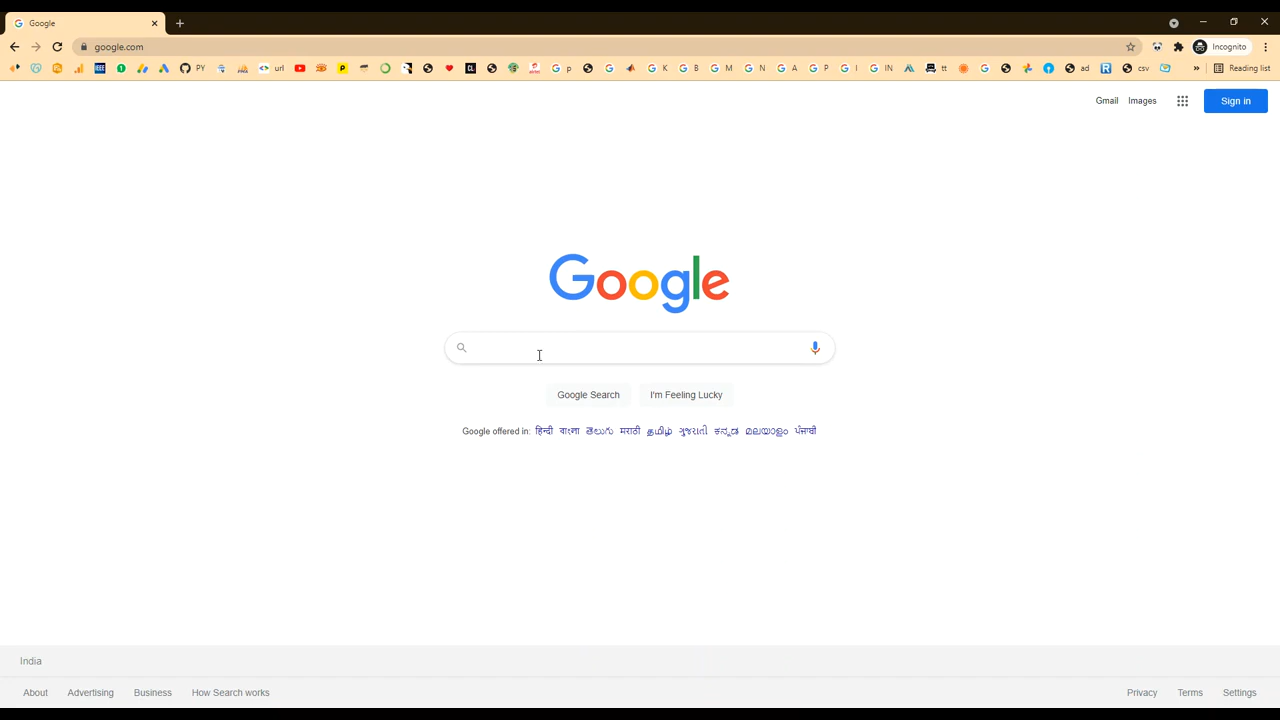 Google
google.com
Incognito
PY url p K B M N A P I IN tt ad csv Reading list
Gmail Images Sign in
Google
Google Search I'm Feeling Lucky
Google offered in: हिन्दी বাংলা తెలుగు मराठी தமிழ் ગુજરાતી ಕನ್ನಡ മലയാളം ਪੰਜਾਬੀ
India
About Advertising Business How Search works
Privacy Terms Settings